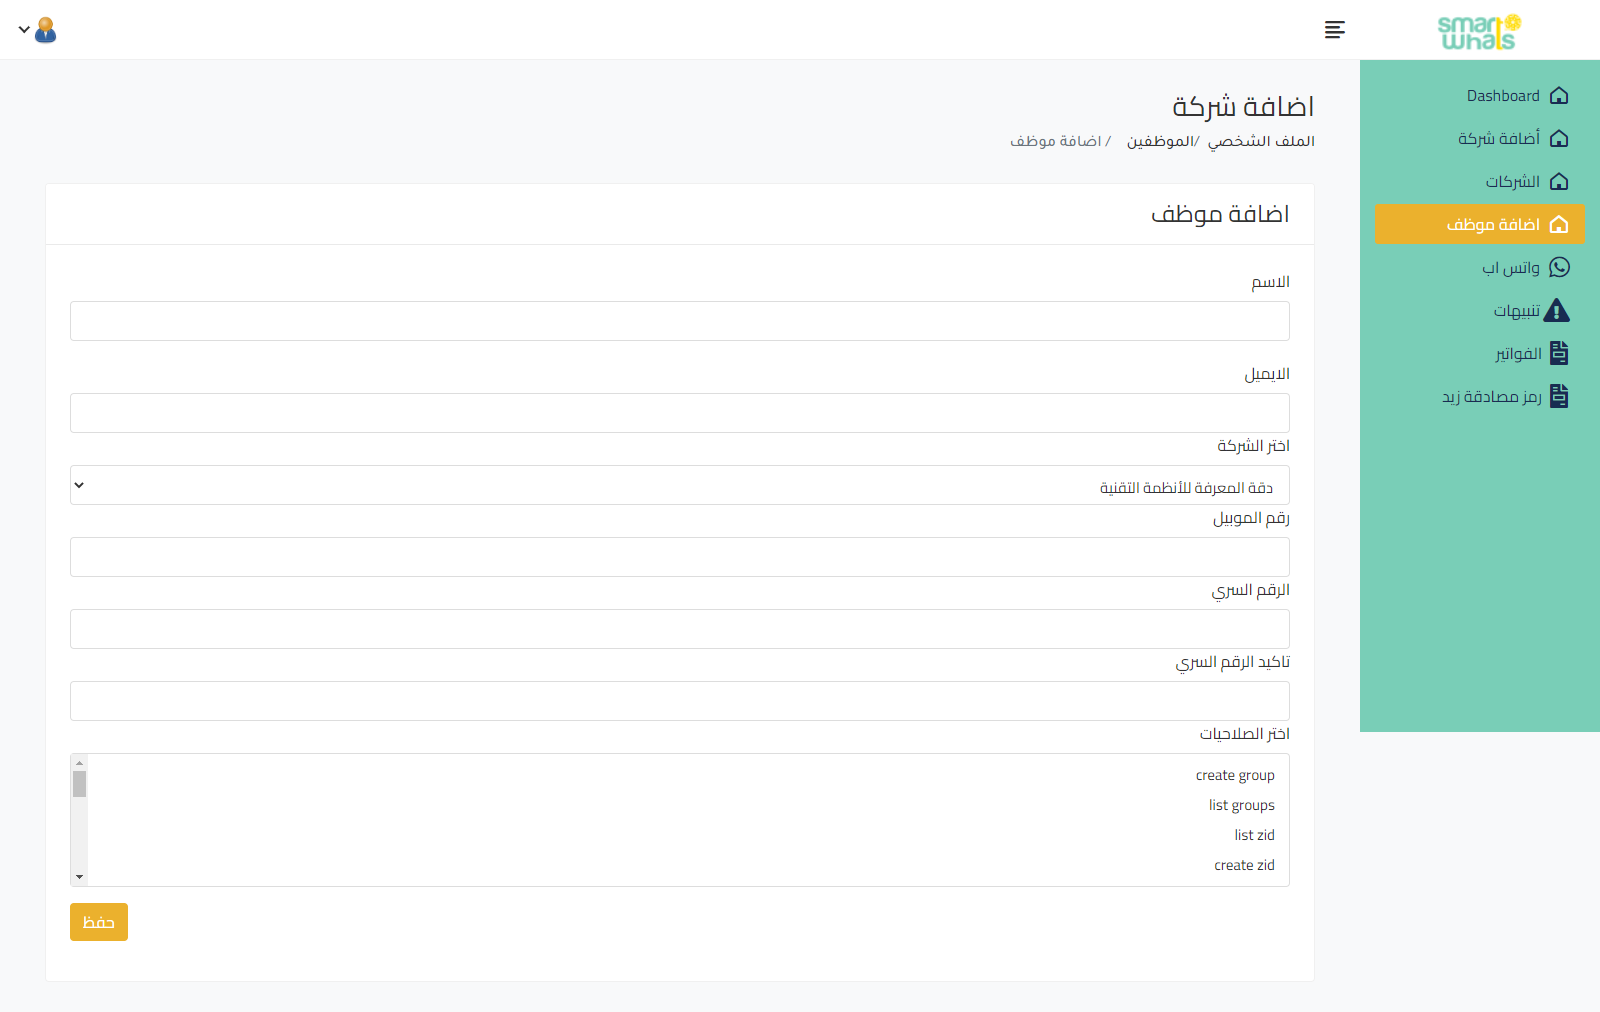 smart
whats
Dashboard
أضافة شركة
الشركات
اضافة موظف
واتس اب
تنبيهات
الفواتير
رمز مصادقة زيد
اضافة شركة
الملف الشخصي /الموظفين / اضافة موظف
اضافة موظف
الاسم
الايميل
اختر الشركة
دقة المعرفة للأنظمة التقنية
رقم الموبيل
الرقم السري
تاكيد الرقم السري
اختر الصلاحيات
create group
list groups
list zid
create zid
حفظ